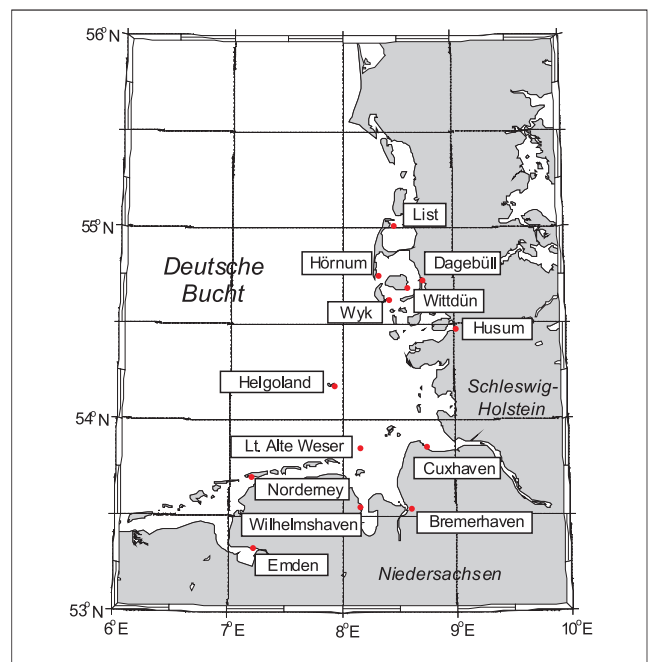 56°N
55°N
54°N
53°N
List
Deutsche
Bucht
Hörnum
Dagebüll
Wyk
Wittdün
Husum
Helgoland
Schleswig-
Holstein
Lt. Alte Weser
Cuxhaven
Norderney
Wilhelmshaven
Bremerhaven
Emden
Niedersachsen
6°E
7°E
8°E
9°E
10°E